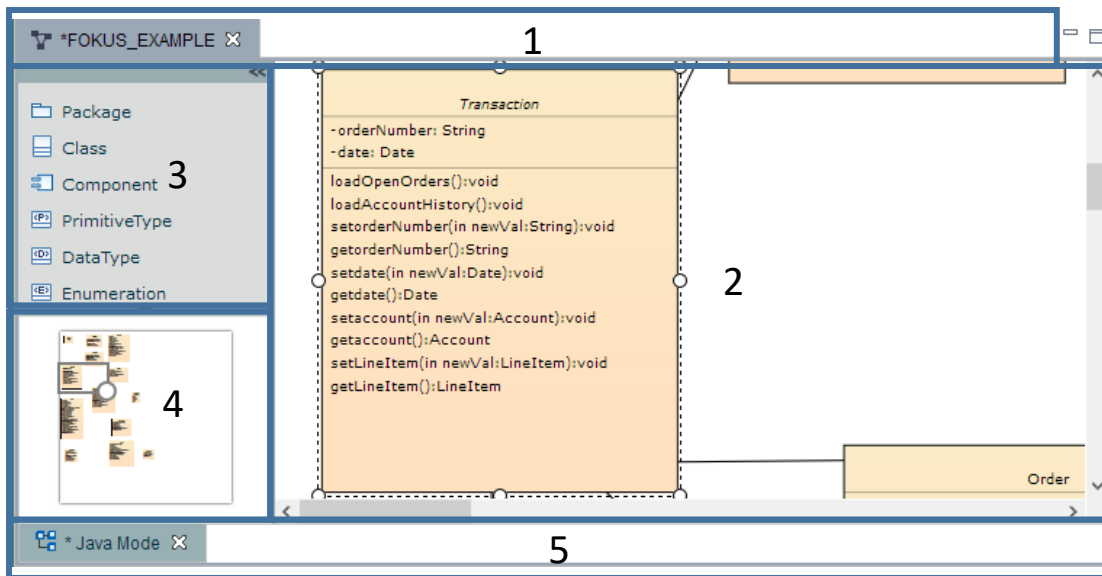 *FOKUS_EXAMPLE
1
<<
Package
Class
Component
3
<P> PrimitiveType
<D> DataType
<E> Enumeration
Transaction
-orderNumber: String
-date: Date
loadOpenOrders():void
loadAccountHistory():void
setorderNumber(in newVal:String):void
getorderNumber():String
setdate(in newVal:Date):void
getdate():Date
setaccount(in newVal:Account):void
getaccount():Account
setLineItem(in newVal:LineItem):void
getLineItem():LineItem
2
4
Order
* Java Mode
5